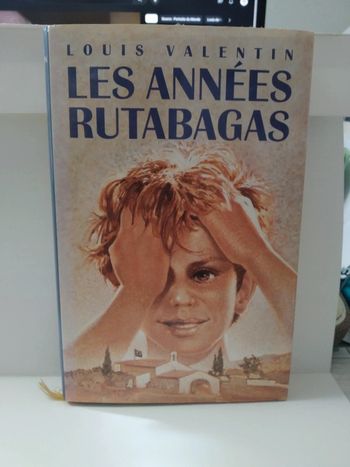 LOUIS VALENTIN
LES ANNÉES
RUTABAGAS